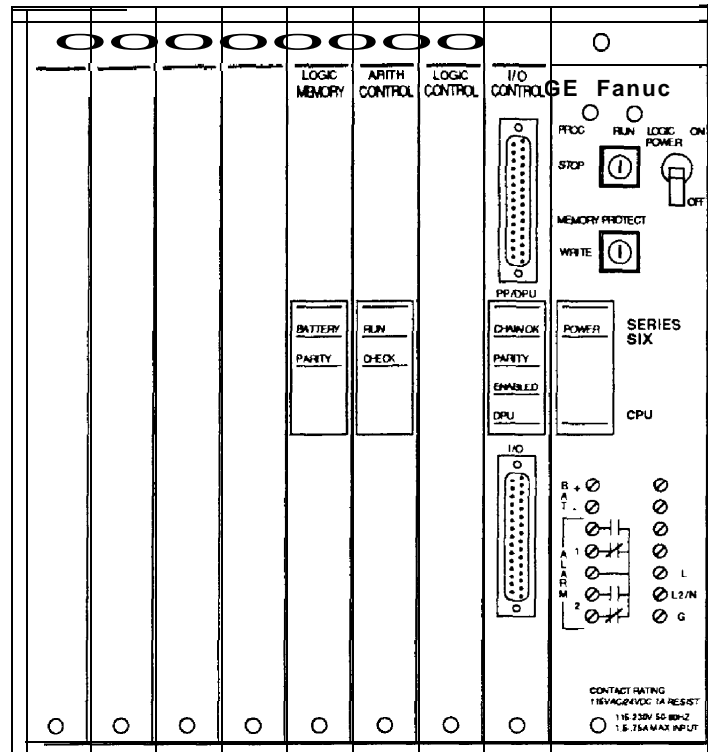 LOGIC MEMORY
ARITH CONTROL
LOGIC CONTROL
I/O CONTROL
GE Fanuc
PROC RUN LOGIC POWER ON
STOP
OFF
MEMORY PROTECT
WRITE
PP/DPU
BATTERY
PARITY
RUN
CHECK
CHAIN OK
PARITY
ENABLED
DPU
POWER
SERIES SIX
CPU
I/O
BAT + -
ALARM 1 2
L
L2/N
G
CONTACT RATING
115VAC/24VDC 1A RESIST
115-230V 50-60HZ
1.5-.75A MAX INPUT